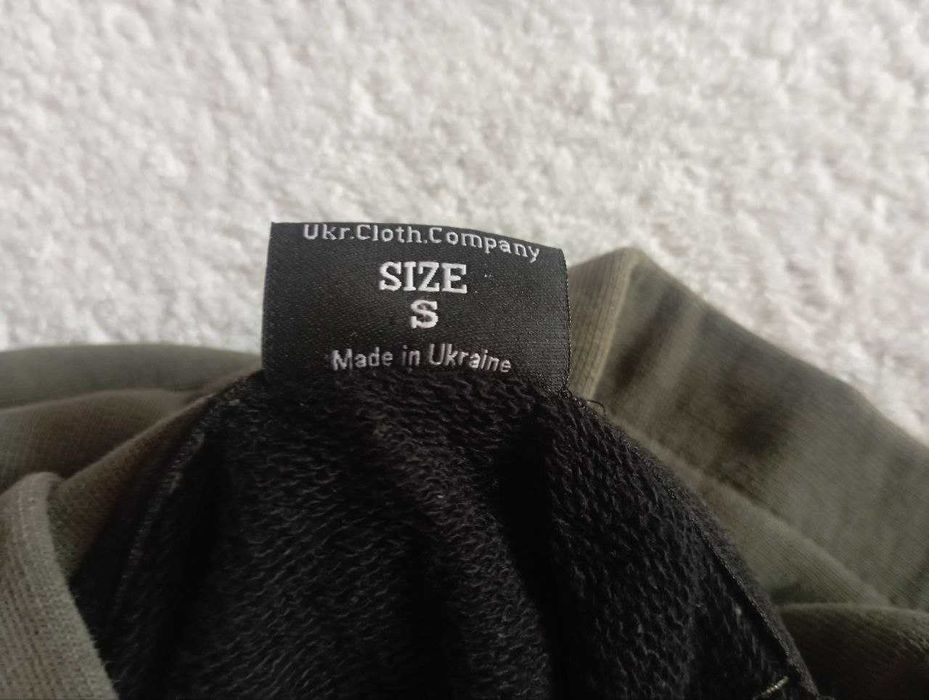 Ukr.Cloth.Company
SIZE
S
Made in Ukraine